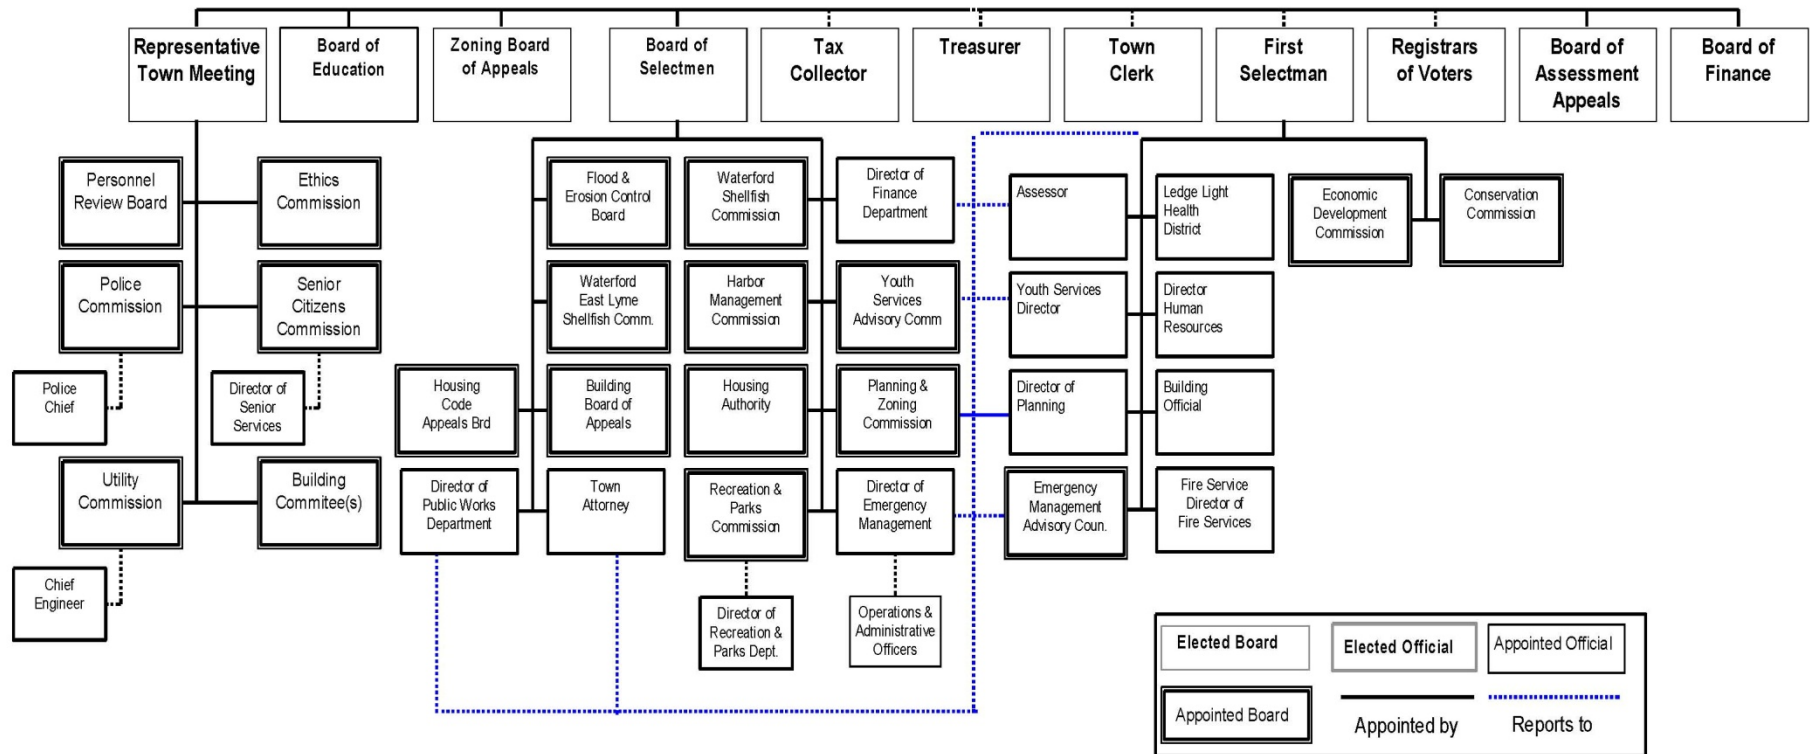 Representative
Town Meeting
Board of
Education
Zoning Board
of Appeals
Board of
Selectmen
Tax
Collector
Treasurer
Town
Clerk
First
Selectman
Registrars
of Voters
Board of
Assessment
Appeals
Board of
Finance
Personnel
Review Board
Ethics
Commission
Police
Commission
Senior
Citizens
Commission
Police
Chief
Director of
Senior
Services
Utility
Commission
Building
Commitee(s)
Chief
Engineer
Flood &
Erosion Control
Board
Waterford
Shellfish
Commission
Director of
Finance
Department
Waterford
East Lyme
Shellfish Comm.
Harbor
Management
Commission
Youth
Services
Advisory Comm
Housing
Code
Appeals Brd
Building
Board of
Appeals
Housing
Authority
Planning &
Zoning
Commission
Director of
Public Works
Department
Town
Attorney
Recreation &
Parks
Commission
Director of
Emergency
Management
Director of
Recreation &
Parks Dept.
Operations &
Administrative
Officers
Assessor
Ledge Light
Health
District
Youth Services
Director
Director
Human
Resources
Director of
Planning
Building
Official
Emergency
Management
Advisory Coun.
Fire Service
Director of
Fire Services
Economic
Development
Commission
Conservation
Commission
Elected Board
Elected Official
Appointed Official
Appointed Board
Appointed by
Reports to